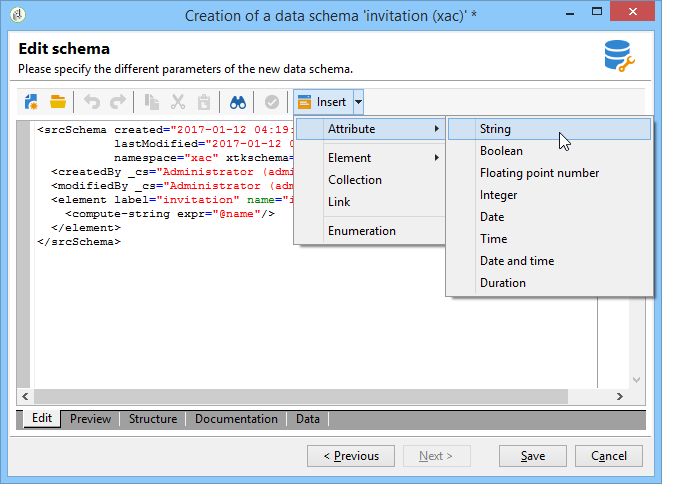 Creation of a data schema 'invitation (xac)' *
Edit schema
Please specify the different parameters of the new data schema.
Insert
<srcSchema created="2017-01-12 04:19:
lastModified="2017-01-12 0
namespace="xac" xtkschema=
<createdBy _cs="Administrator (adm
<modifiedBy _cs="Administrator (ad
<element label="invitation" name="i
<compute-string expr="@name"/>
</element>
</srcSchema>
Attribute
Element
Collection
Link
Enumeration
String
Boolean
Floating point number
Integer
Date
Time
Date and time
Duration
Edit Preview Structure Documentation Data
< Previous Next > Save Cancel